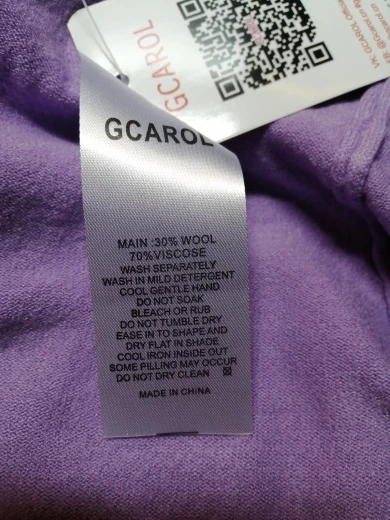 GCAROL
GCAROL
MAIN :30% WOOL
70%VISCOSE
WASH SEPARATELY
WASH IN MILD DETERGENT
COOL GENTLE HAND
DO NOT SOAK
BLEACH OR RUB
DO NOT TUMBLE DRY
EASE IN TO SHAPE AND
DRY FLAT IN SHADE
COOL IRON INSIDE OUT
SOME PILLING MAY OCCUR
DO NOT DRY CLEAN
MADE IN CHINA